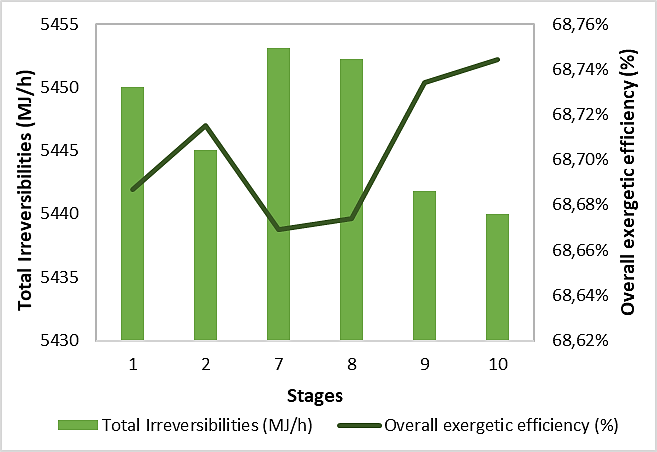 Total Irreversibilities (MJ/h)
5455
5450
5445
5440
5435
5430
68,76%
68,74%
68,72%
68,70%
68,68%
68,66%
68,64%
68,62%
Overall exergetic efficiency (%)
1 2 7 8 9 10
Stages
Total Irreversibilities (MJ/h) Overall exergetic efficiency (%)